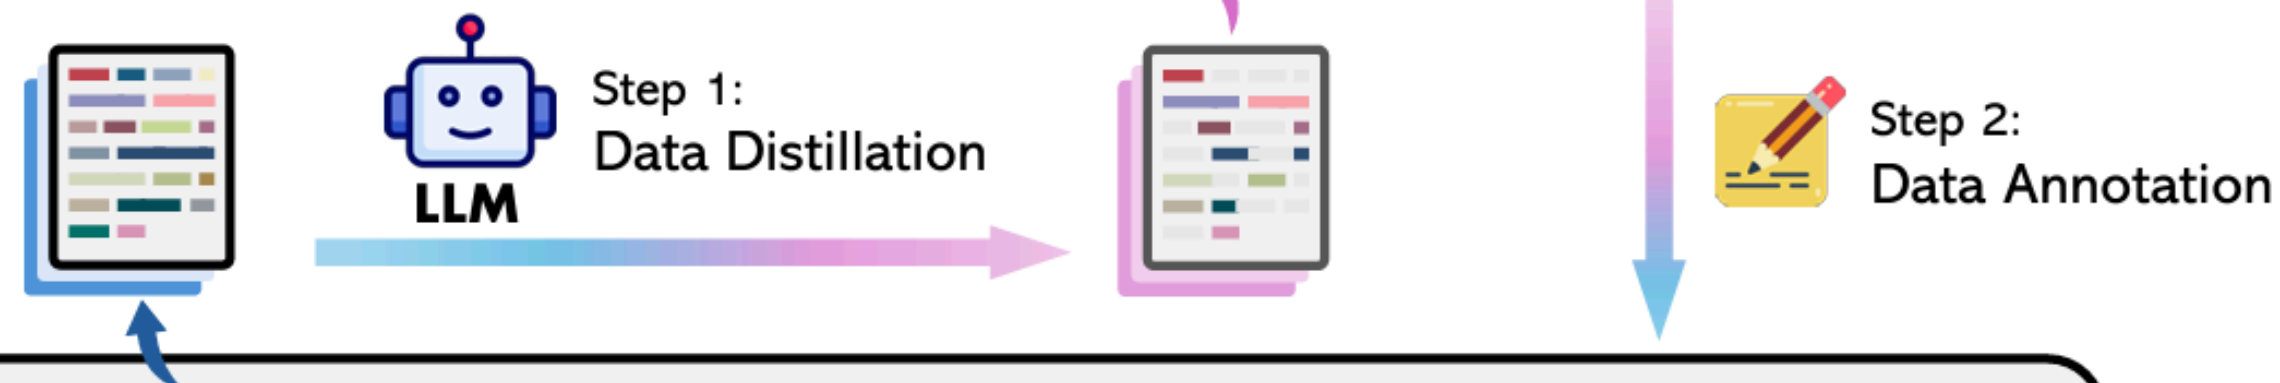 Step 1:
Data Distillation
LLM
Step 2:
Data Annotation